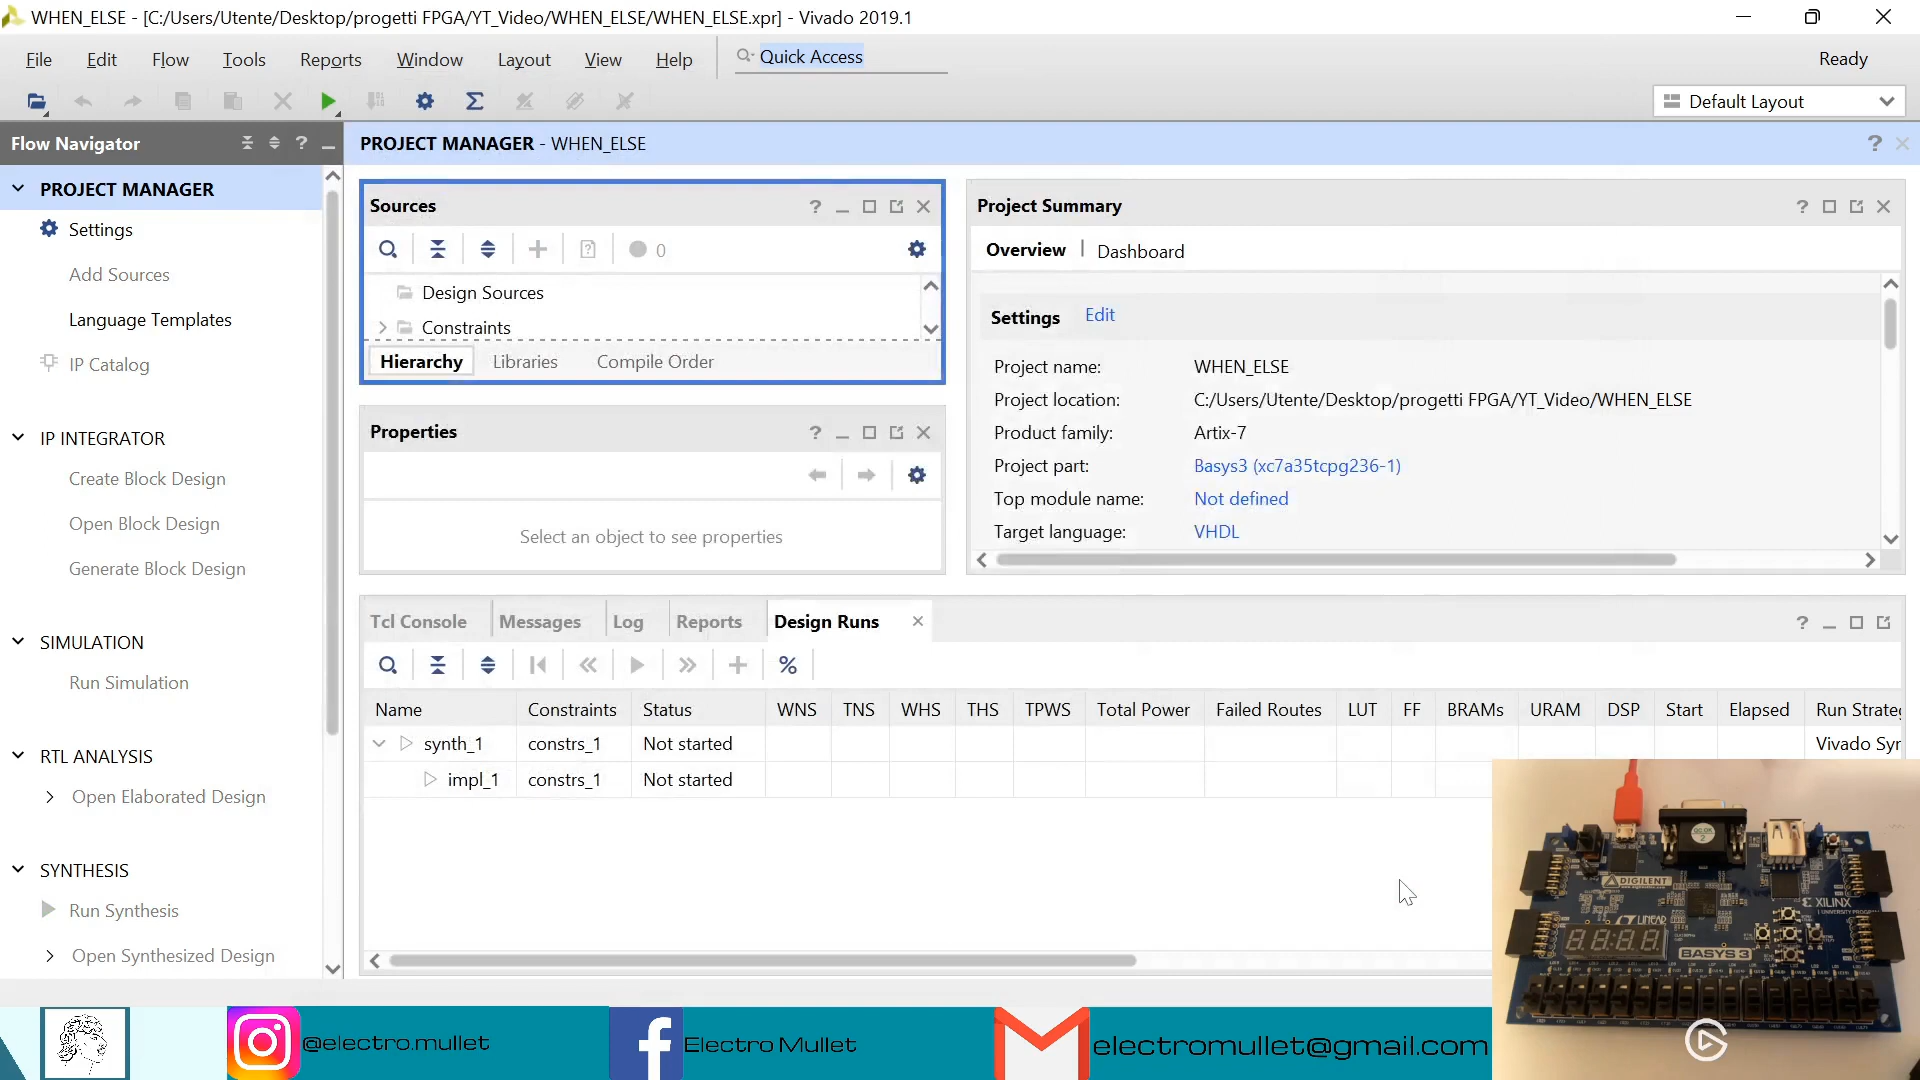 WHEN_ELSE - [C:/Users/Utente/Desktop/progetti FPGA/YT_Video/WHEN_ELSE/WHEN_ELSE.xpr] - Vivado 2019.1
File Edit Flow Tools Reports Window Layout View Help Quick Access Ready
Default Layout
Flow Navigator
PROJECT MANAGER - WHEN_ELSE
PROJECT MANAGER
Settings
Add Sources
Language Templates
IP Catalog
IP INTEGRATOR
Create Block Design
Open Block Design
Generate Block Design
SIMULATION
Run Simulation
RTL ANALYSIS
Open Elaborated Design
SYNTHESIS
Run Synthesis
Open Synthesized Design
Sources
0
Design Sources
Constraints
Hierarchy Libraries Compile Order
Properties
Select an object to see properties
Project Summary
Overview | Dashboard
Settings Edit
Project name: WHEN_ELSE
Project location: C:/Users/Utente/Desktop/progetti FPGA/YT_Video/WHEN_ELSE
Product family: Artix-7
Project part: Basys3 (xc7a35tcpg236-1)
Top module name: Not defined
Target language: VHDL
Tcl Console Messages Log Reports Design Runs
Name Constraints Status WNS TNS WHS THS TPWS Total Power Failed Routes LUT FF BRAMs URAM DSP Start Elapsed Run Strate
synth_1 constrs_1 Not started Vivado Syr
impl_1 constrs_1 Not started
DIGILENT
XILINX
LINEAR
BASYS 3
@electro.mullet
Electro Mullet
electromullet@gmail.com